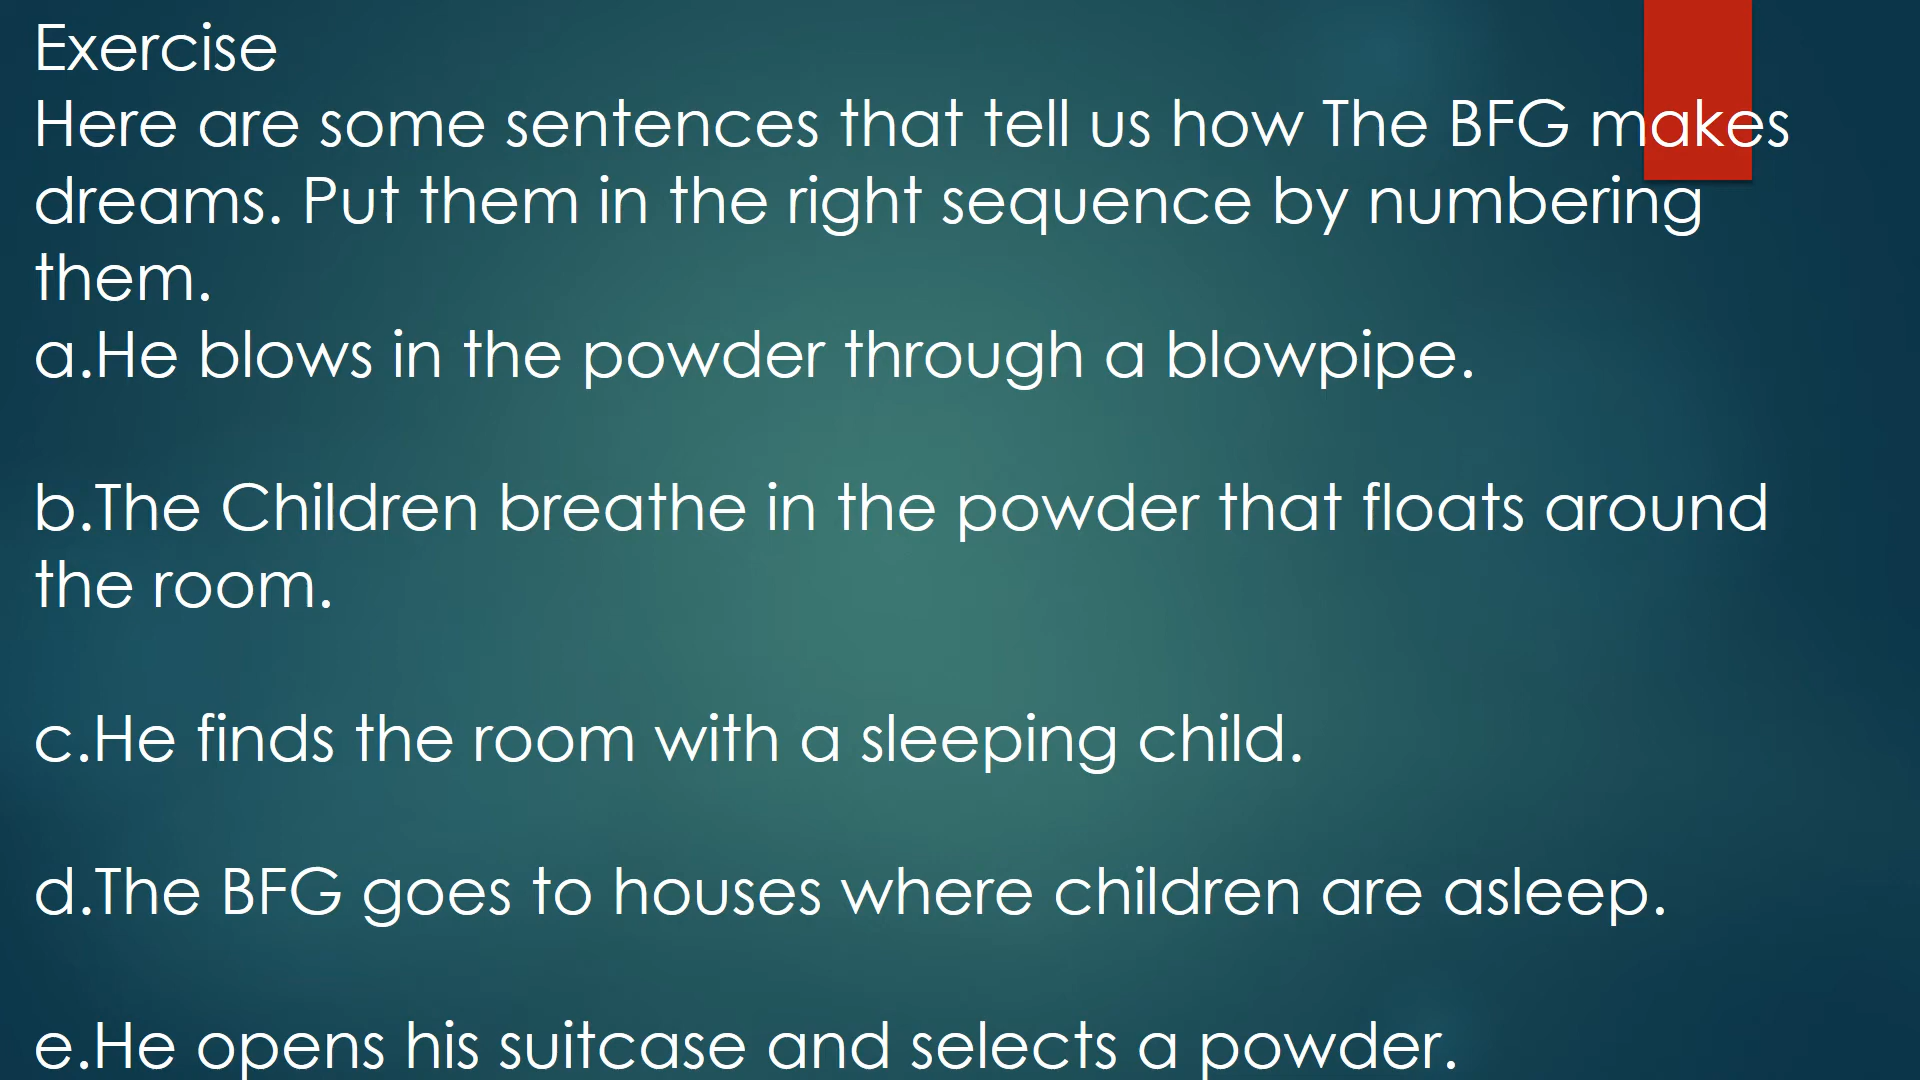 Exercise
Here are some sentences that tell us how The BFG makes
dreams. Put them in the right sequence by numbering
them.
a.He blows in the powder through a blowpipe.
b.The Children breathe in the powder that floats around
the room.
c.He finds the room with a sleeping child.
d.The BFG goes to houses where children are asleep.
e.He opens his suitcase and selects a powder.